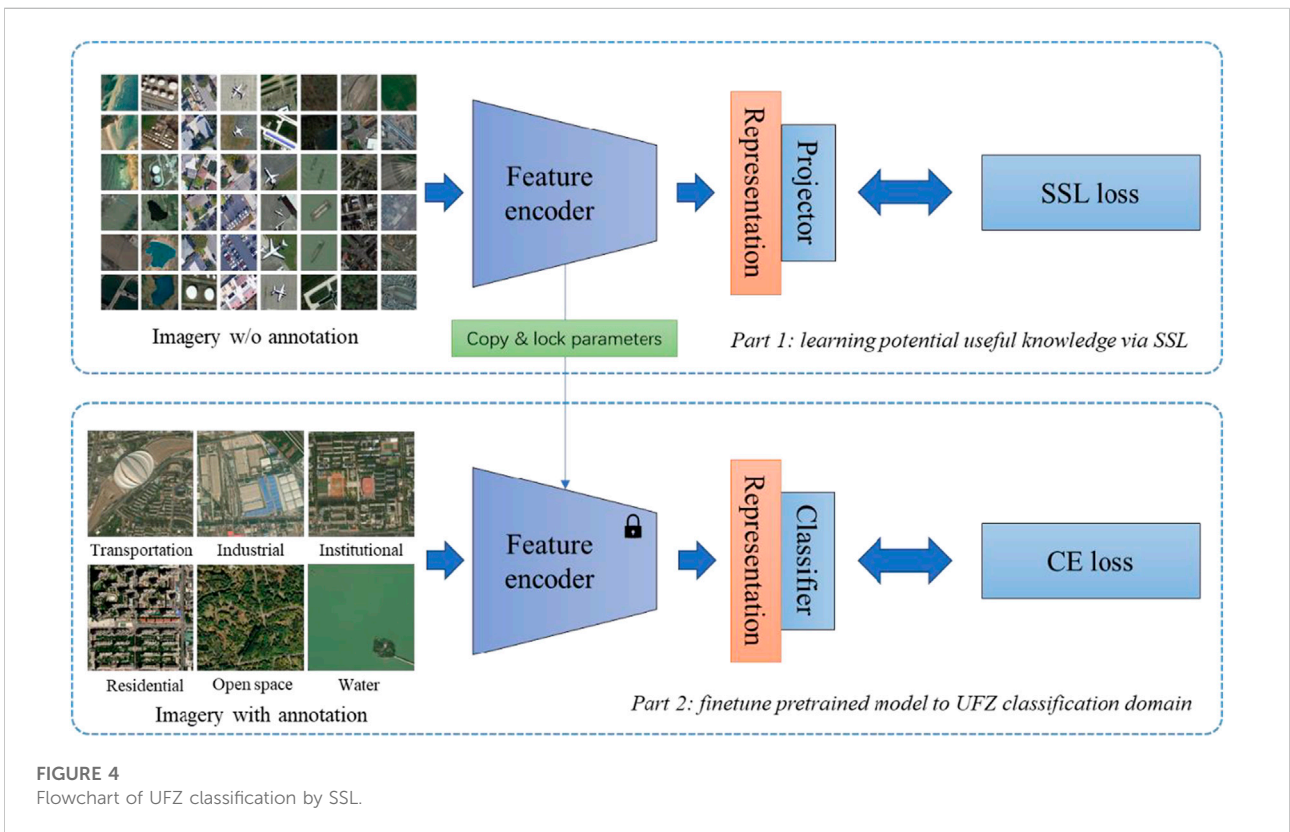 Feature
encoder
Representation
Projector
SSL loss
Imagery w/o annotation
Copy & lock parameters
Part 1: learning potential useful knowledge via SSL
Transportation
Industrial
Institutional
Residential
Open space
Water
Imagery with annotation
Feature
encoder
Representation
Classifier
CE loss
Part 2: finetune pretrained model to UFZ classification domain
FIGURE 4
Flowchart of UFZ classification by SSL.